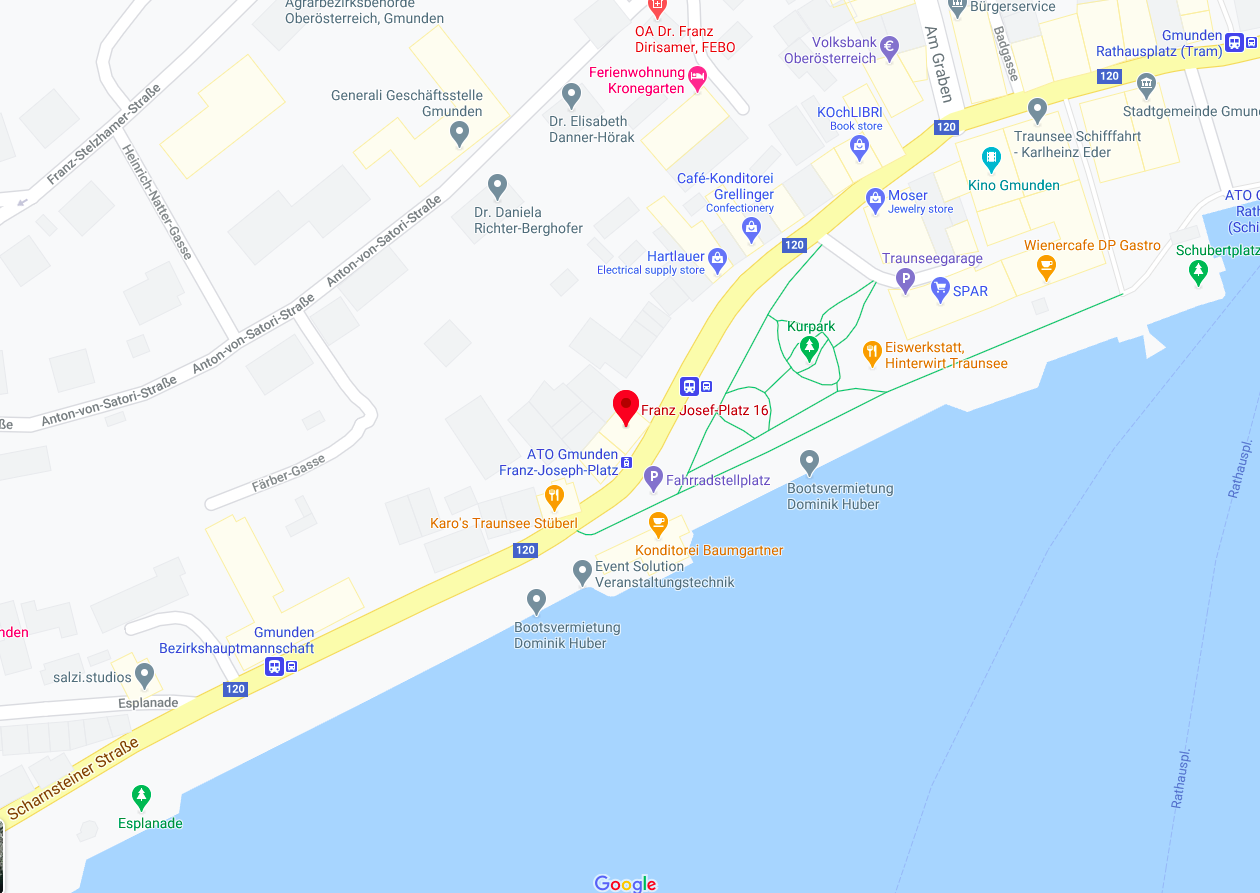 Agrarbezirksbehörde
Oberösterreich, Gmunden
OA Dr. Franz
Dirisamer, FEBO
Bürgerservice
Volksbank
Oberösterreich
Am Graben
Badgasse
Gmunden
Rathausplatz (Tram)
Ferienwohnung
Kronegarten
120
Franz-Stelzhamer-Straße
Generali Geschäftsstelle
Gmunden
Dr. Elisabeth
Danner-Hörak
KOchLIBRI
Book store
120
Stadtgemeinde Gmun
Traunsee Schifffahrt
- Karlheinz Eder
Heinrich-Natter-Gasse
Café-Konditorei
Grellinger
Confectionery
Kino Gmunden
Moser
Jewelry store
ATO G
Rath
(Schi
Dr. Daniela
Richter-Berghofer
Anton-von-Satori-Straße
120
Hartlauer
Electrical supply store
Traunseegarage
Wienercafe DP Gastro
Schubertplatz
SPAR
Anton-von-Satori-Straße
Kurpark
Eiswerkstatt,
Hinterwirt Traunsee
Anton-von-Satori-Straße
ße
Franz Josef-Platz 16
ATO Gmunden
Franz-Joseph-Platz
Färber-Gasse
Fahrradstellplatz
Bootsvermietung
Dominik Huber
Rathauspl.
Karo's Traunsee Stüberl
120
Konditorei Baumgartner
Event Solution
Veranstaltungstechnik
Bootsvermietung
Dominik Huber
nden
Gmunden
Bezirkshauptmannschaft
salzi.studios
120
Esplanade
Scharnsteiner Straße
Rathauspl.
Esplanade
Google